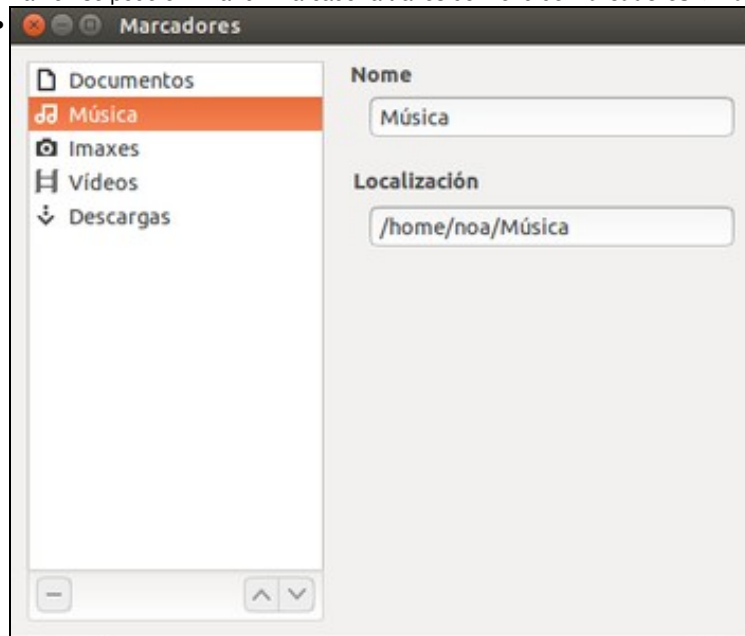 Marcadores
Documentos
Música
Imaxes
Vídeos
Descargas
Nome
Música
Localización
/home/noa/Música